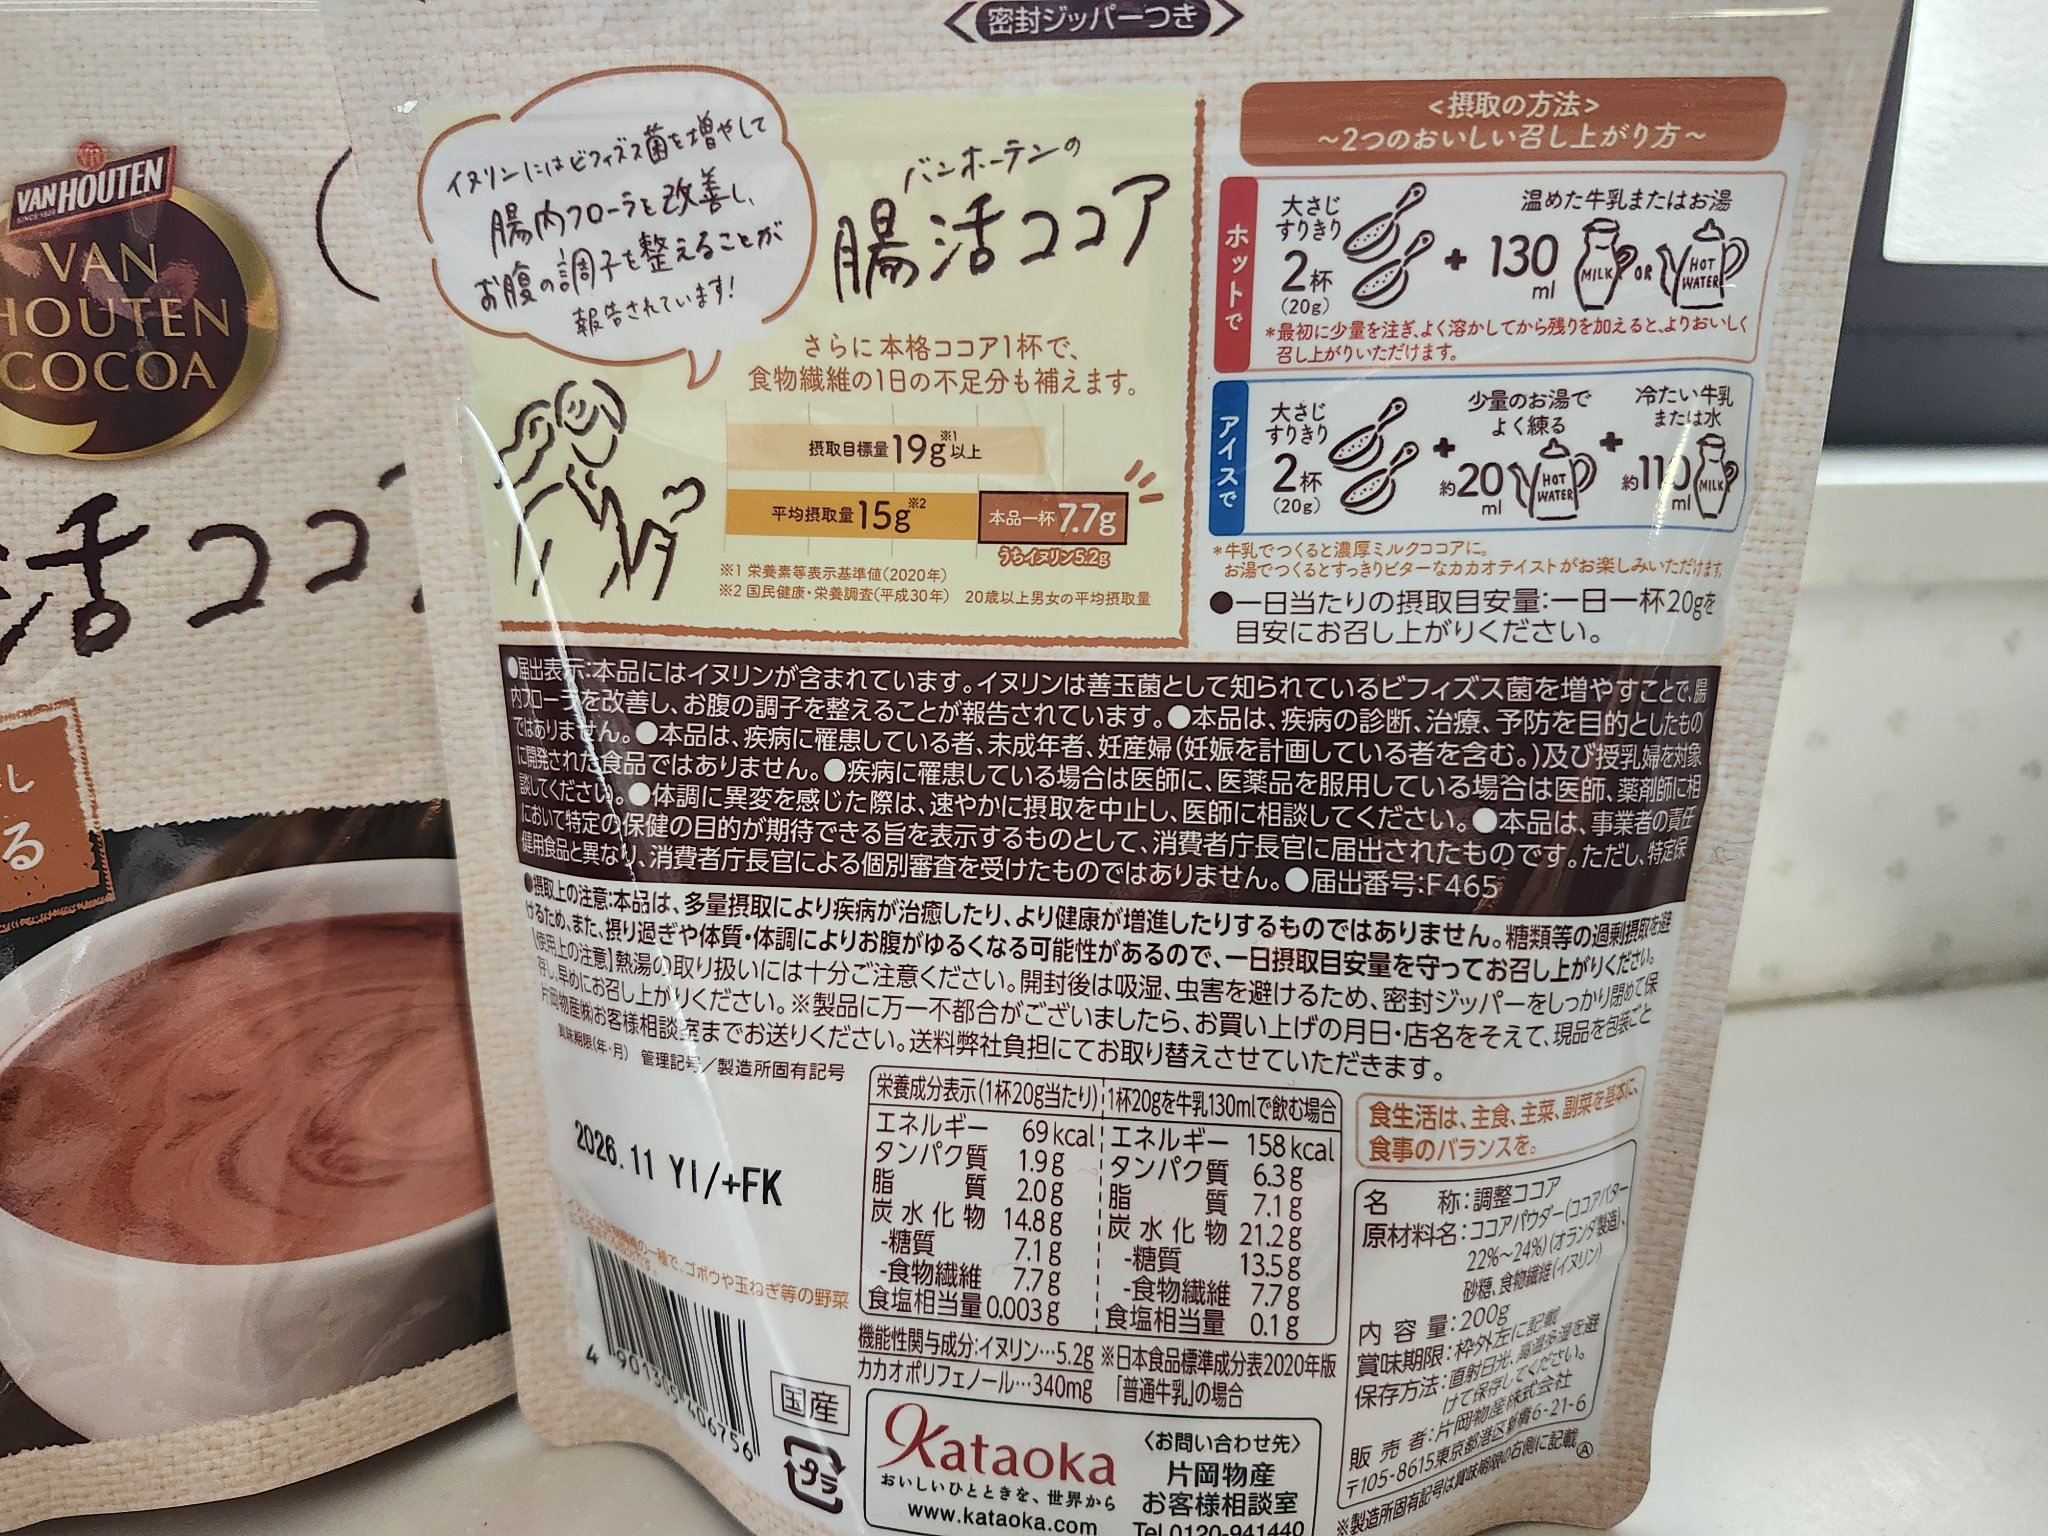 密封ジッパーつき
VH
VAN HOUTEN
SINCE 1828
VAN
HOUTEN
COCOA
活ココ
る
イヌリンにはビフィズス菌を増やして
腸内フローラを改善し、
お腹の調子を整えることが
報告されています!
バンホーテンの
腸活ココア
さらに本格ココア1杯で、
食物繊維の1日の不足分も補えます。
摂取目標量19g※1以上
平均摂取量15g※2 本品一杯7.7g
うちイヌリン5.2g
※1 栄養素等表示基準値(2020年)
※2 国民健康・栄養調査(平成30年) 20歳以上男女の平均摂取量
<摂取の方法>
~2つのおいしい召し上がり方~
ホットで
大さじ
すりきり
2杯
(20g)
+
温めた牛乳またはお湯
130
ml
MILK OR HOT WATER
*最初に少量を注ぎ、よく溶かしてから残りを加えると、よりおいしく
召し上がりいただけます。
アイスで
大さじ
すりきり
2杯
(20g)
+
少量のお湯で
よく練る
約20
ml
HOT WATER
+
冷たい牛乳
または水
約110
ml
MILK
*牛乳でつくると濃厚ミルクココアに。
お湯でつくるとすっきりビターなカカオテイストがお楽しみいただけます。
●一日当たりの摂取目安量:一日一杯20gを
目安にお召し上がりください。
●届出表示:本品にはイヌリンが含まれています。イヌリンは善玉菌として知られているビフィズス菌を増やすことで、腸
内フローラを改善し、お腹の調子を整えることが報告されています。●本品は、疾病の診断、治療、予防を目的としたもの
ではありません。●本品は、疾病に罹患している者、未成年者、妊産婦(妊娠を計画している者を含む。)及び授乳婦を対象
に開発された食品ではありません。●疾病に罹患している場合は医師に、医薬品を服用している場合は医師、薬剤師に相
談してください。●体調に異変を感じた際は、速やかに摂取を中止し、医師に相談してください。●本品は、事業者の責任
において特定の保健の目的が期待できる旨を表示するものとして、消費者庁長官に届出されたものです。ただし、特定保
健用食品と異なり、消費者庁長官による個別審査を受けたものではありません。●届出番号:F465
●摂取上の注意:本品は、多量摂取により疾病が治癒したり、より健康が増進したりするものではありません。糖類等の過剰摂取を避
けるため、また、摂り過ぎや体質・体調によりお腹がゆるくなる可能性があるので、一日摂取目安量を守ってお召し上がりください。
【使用上の注意】熱湯の取り扱いには十分ご注意ください。開封後は吸湿、虫害を避けるため、密封ジッパーをしっかり閉めて保
存し、早めにお召し上がりください。※製品に万一不都合がございましたら、お買い上げの月日・店名をそえて、現品を包装ごと
片岡物産㈱お客様相談室までお送りください。送料弊社負担にてお取り替えさせていただきます。
賞味期限(年・月) 管理記号/製造所固有記号
2026.11 YI/+FK
の一種で、ゴボウや玉ねぎ等の野菜
4 901305 406756
国産
プラ
栄養成分表示(1杯20g当たり) 1杯20gを牛乳130mlで飲む場合
エネルギー 69kcal エネルギー 158kcal
タンパク質 1.9g タンパク質 6.3g
脂質 2.0g 脂質 7.1g
炭水化物 14.8g 炭水化物 21.2g
-糖質 7.1g -糖質 13.5g
-食物繊維 7.7g -食物繊維 7.7g
食塩相当量 0.003g 食塩相当量 0.1g
機能性関与成分:イヌリン…5.2g ※日本食品標準成分表2020年版
カカオポリフェノール…340mg 「普通牛乳」の場合
食生活は、主食、主菜、副菜を基本に、
食事のバランスを。
名称:調整ココア
原材料名:ココアパウダー(ココアバター
22%~24%)(オランダ製造)、
砂糖、食物繊維(イヌリン)
内容量:200g
賞味期限:枠外左に記載
保存方法:直射日光、高温多湿を避
けて保存してください。
販売者:片岡物産株式会社
〒105-8615東京都港区新橋6-21-6
※製造所固有記号は賞味期限の右側に記載 Ⓐ
Kataoka
おいしいひとときを、世界から
www.kataoka.com
〈お問い合わせ先〉
片岡物産
お客様相談室
Tel 0120-941440